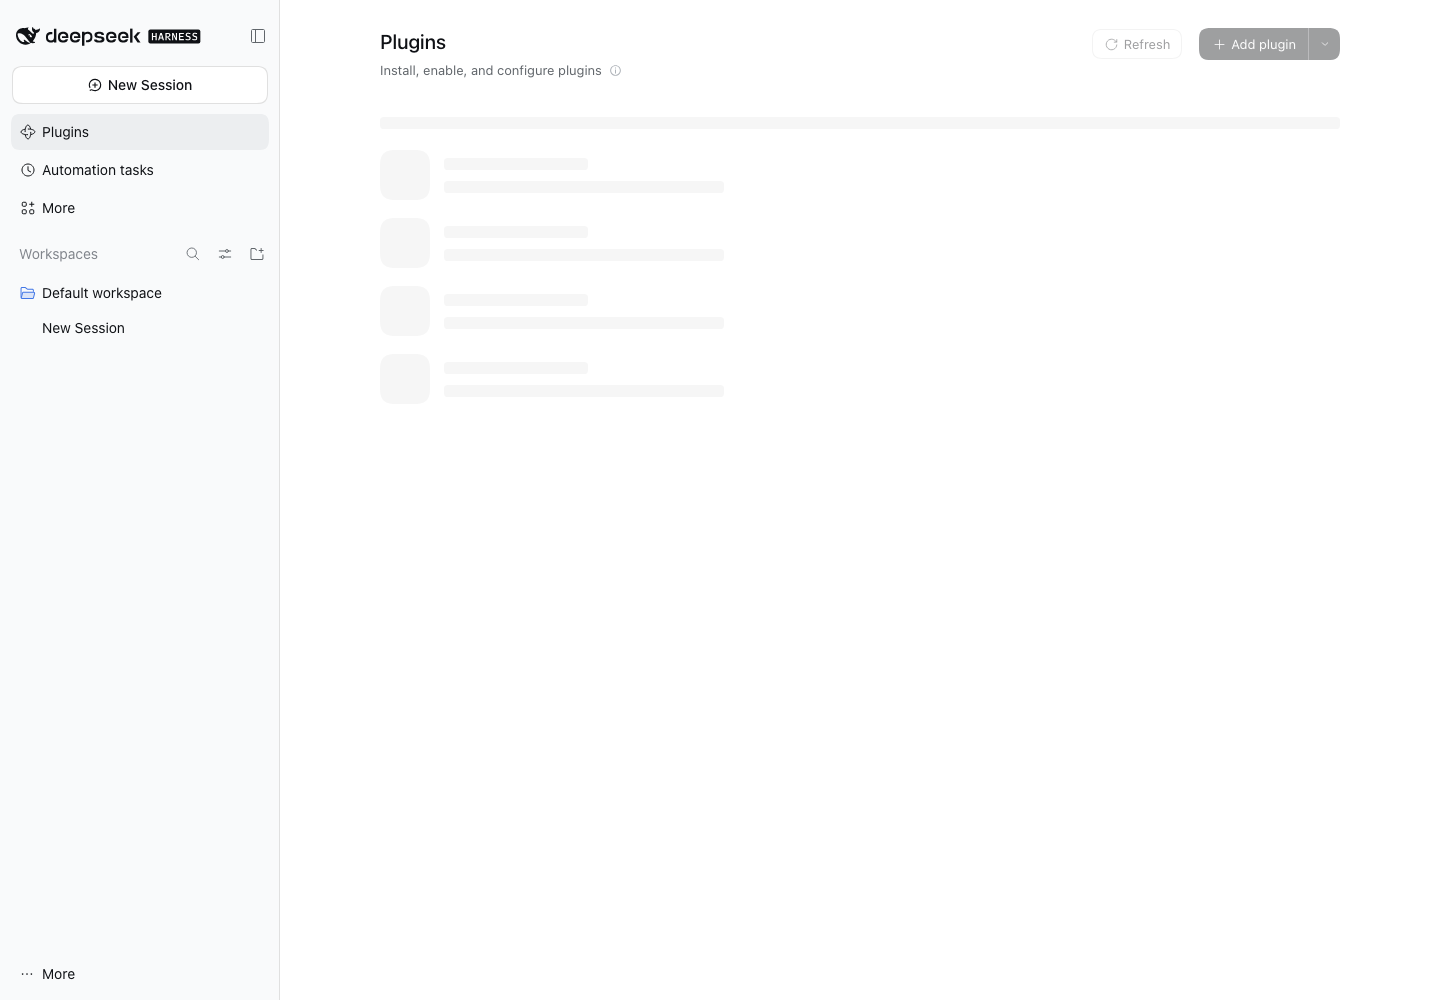 deepseek HARNESS
New Session
Plugins
Automation tasks
More
Workspaces
Default workspace
New Session
More
Plugins
Install, enable, and configure plugins
Refresh
Add plugin